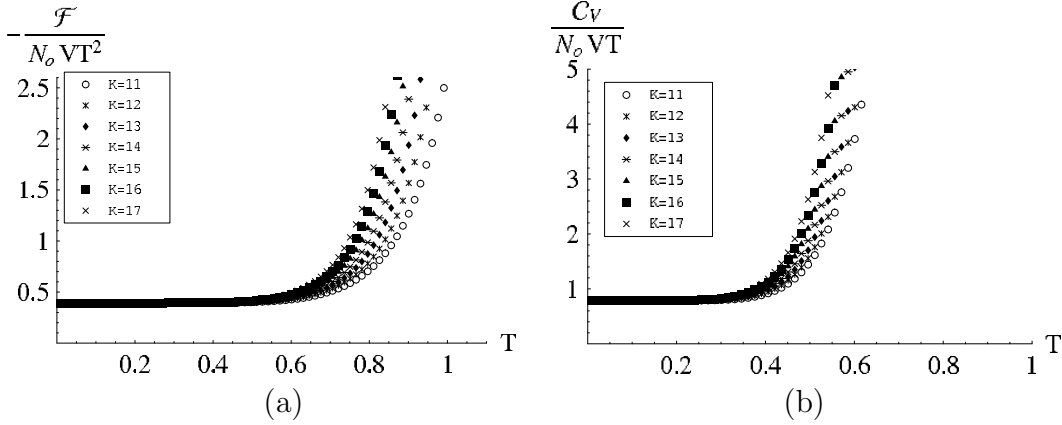 - 𝓕 / N_o VT^2
2.5
2
1.5
1
0.5
K=11
K=12
K=13
K=14
K=15
K=16
K=17
0.2 0.4 0.6 0.8 1 T
(a)
C_V / N_o VT
5
4
3
2
1
K=11
K=12
K=13
K=14
K=15
K=16
K=17
0.2 0.4 0.6 0.8 1 T
(b)